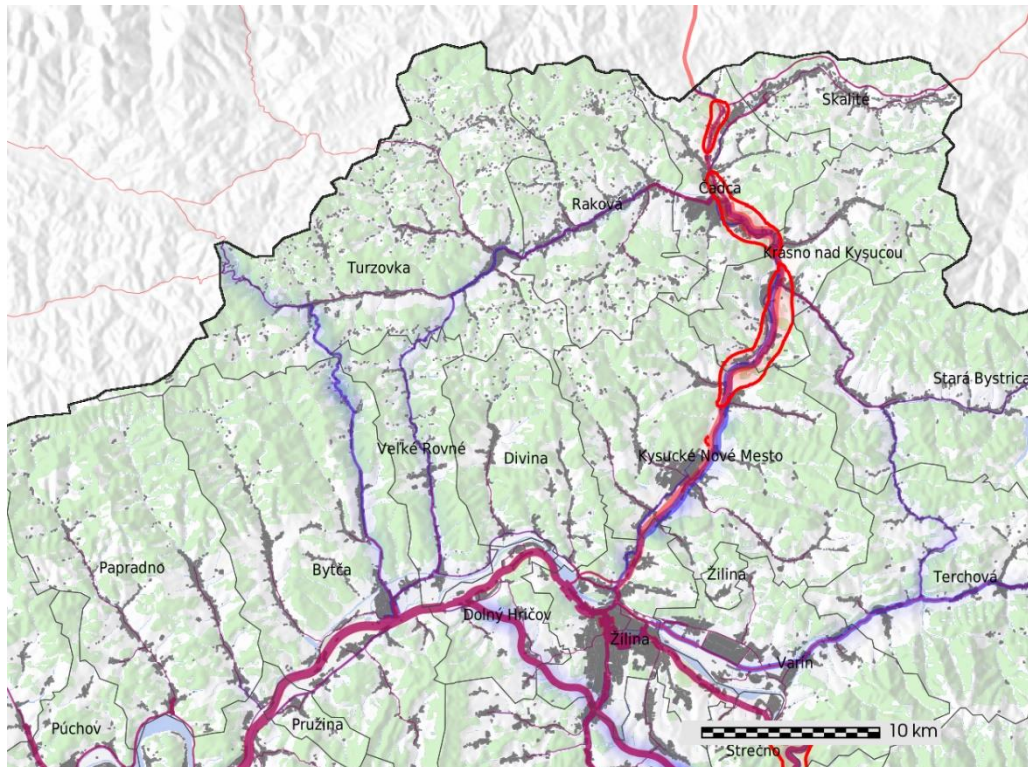 Skalité
Čadca
Raková
Krásno nad Kysucou
Turzovka
Stará Bystrica
Veľké Rovné
Divina
Kysucké Nové Mesto
Papradno
Bytča
Žilina
Terchová
Dolný Hričov
Žilina
Varín
Púchov
Pružina
10 km
Strečno